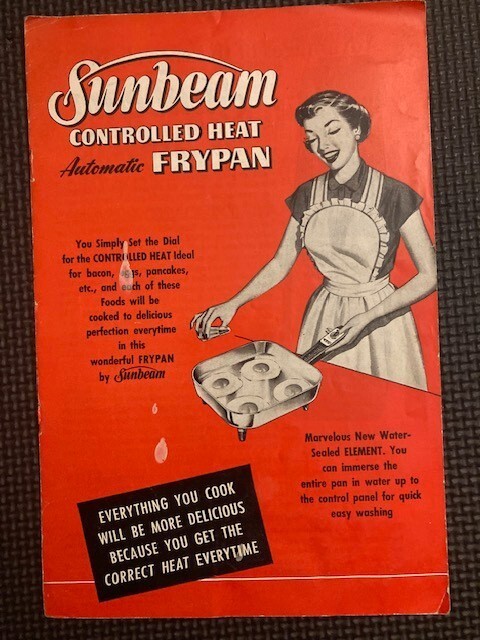 Sunbeam
CONTROLLED HEAT
Automatic FRYPAN
You Simply Set the Dial
for the CONTROLLED HEAT Ideal
for bacon, eggs, pancakes,
etc., and each of these
Foods will be
cooked to delicious
perfection everytime
in this
wonderful FRYPAN
by Sunbeam
Marvelous New Water-
Sealed ELEMENT. You
can immerse the
entire pan in water up to
the control panel for quick
easy washing
EVERYTHING YOU COOK
WILL BE MORE DELICIOUS
BECAUSE YOU GET THE
CORRECT HEAT EVERYTIME